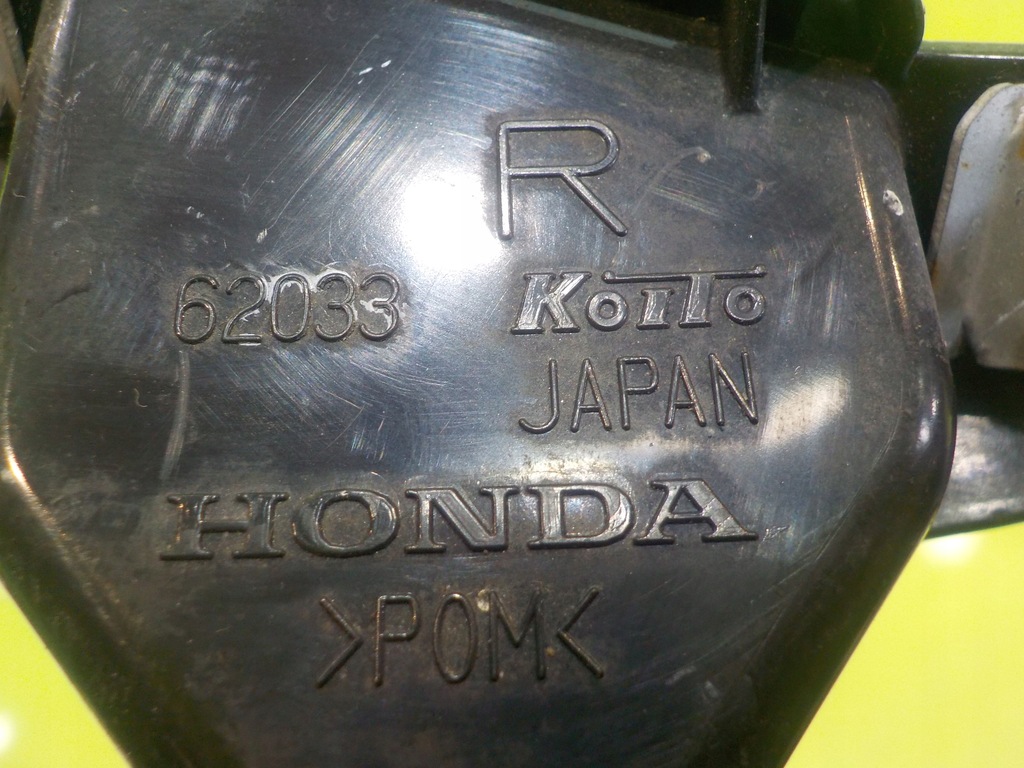 R
62033 KOITO
JAPAN
HONDA
>POM<